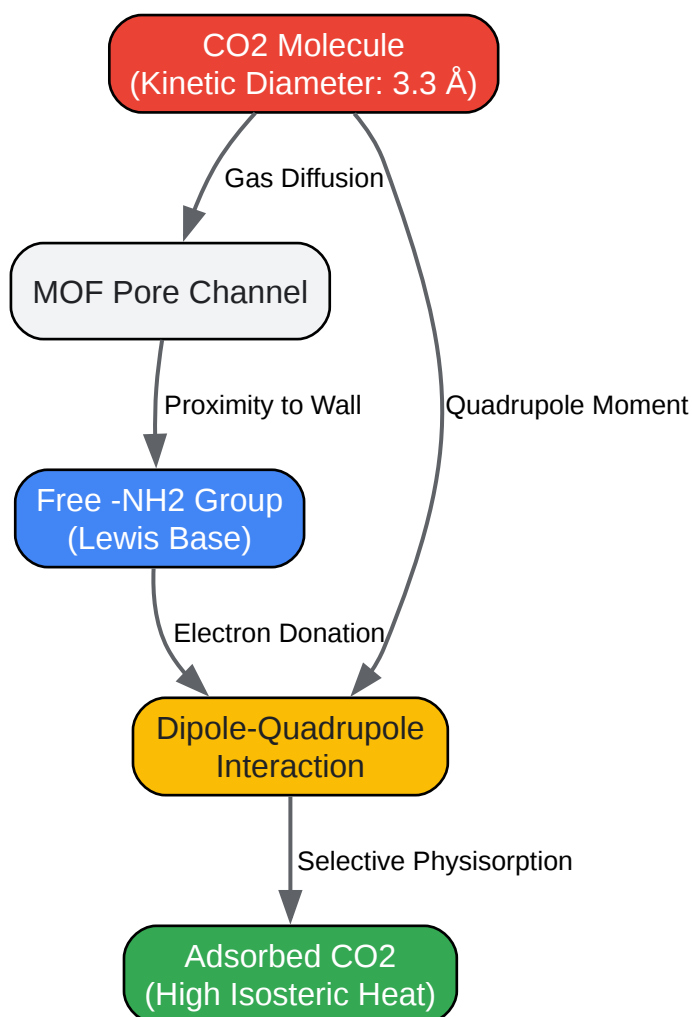 CO2 Molecule
(Kinetic Diameter: 3.3 Å)
Gas Diffusion
MOF Pore Channel
Proximity to Wall
Quadrupole Moment
Free -NH2 Group
(Lewis Base)
Electron Donation
Dipole-Quadrupole
Interaction
Selective Physisorption
Adsorbed CO2
(High Isosteric Heat)